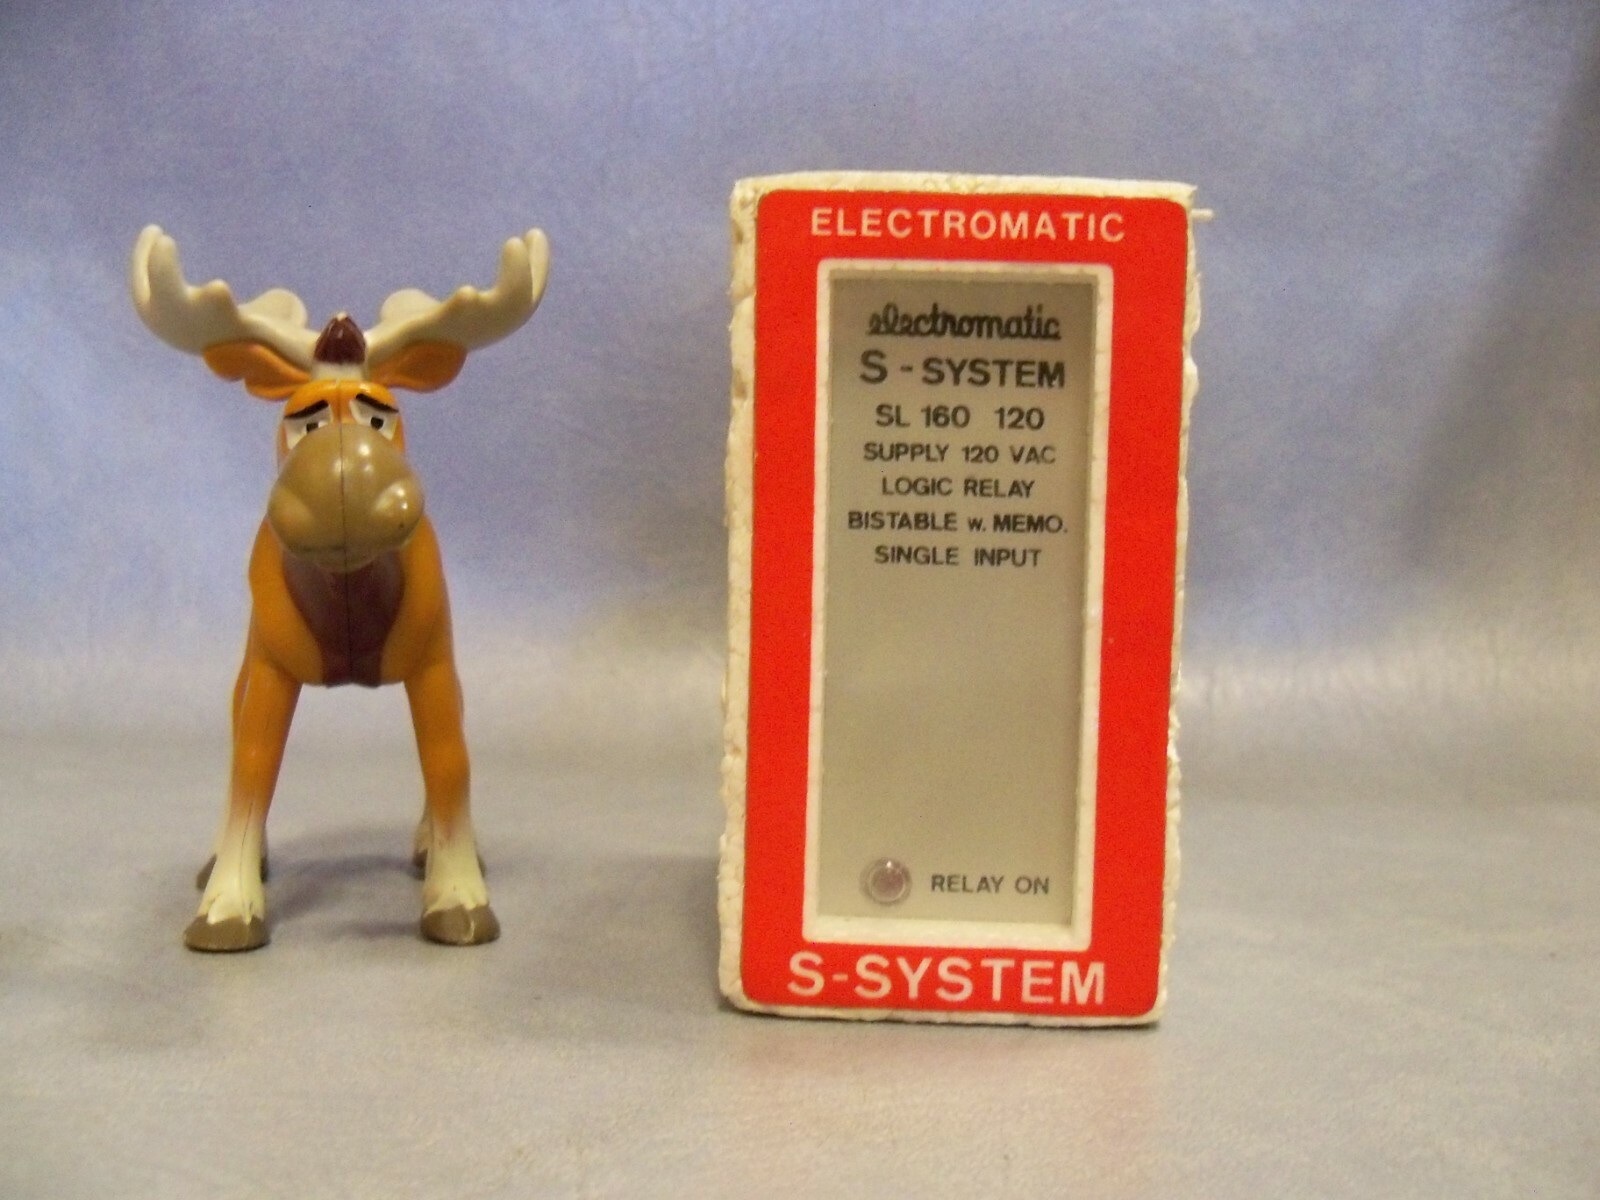 ELECTROMATIC
electromatic
S - SYSTEM
SL 160 120
SUPPLY 120 VAC
LOGIC RELAY
BISTABLE w. MEMO.
SINGLE INPUT
RELAY ON
S-SYSTEM